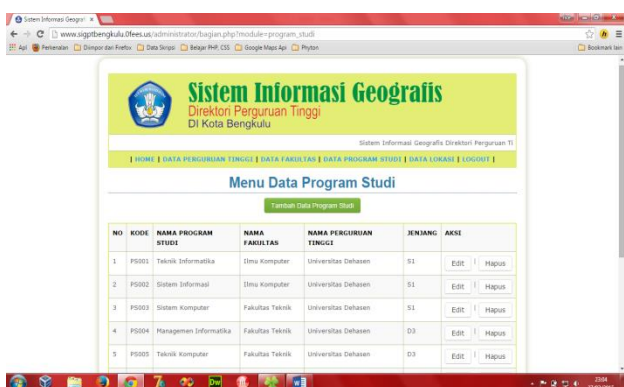 Sistem Informasi Geografi
www.sigptbengkulu.0fees.us/administrator/bagian.php?module=program_studi
Apl Perkenalan Diimpor dari Firefox Data Skripsi Belajar PHP, CSS Google Maps Api Phyton Bookmark lain
Sistem Informasi Geografis
Direktori Perguruan Tinggi
DI Kota Bengkulu
Sistem Informasi Geografis Direktori Perguruan Ti
| HOME | DATA PERGURUAN TINGGI | DATA FAKULTAS | DATA PROGRAM STUDI | DATA LOKASI | LOGOUT |
Menu Data Program Studi
Tambah Data Program Studi
NO KODE NAMA PROGRAM STUDI NAMA FAKULTAS NAMA PERGURUAN TINGGI JENJANG AKSI
1 PS001 Teknik Informatika Ilmu Komputer Universitas Dehasen S1 Edit | Hapus
2 PS002 Sistem Informasi Ilmu Komputer Universitas Dehasen S1 Edit | Hapus
3 PS003 Sistem Komputer Fakultas Teknik Universitas Dehasen S1 Edit | Hapus
4 PS004 Managemen Informatika Fakultas Teknik Universitas Dehasen D3 Edit | Hapus
5 PS005 Teknik Komputer Fakultas Teknik Universitas Dehasen D3 Edit | Hapus
23:04